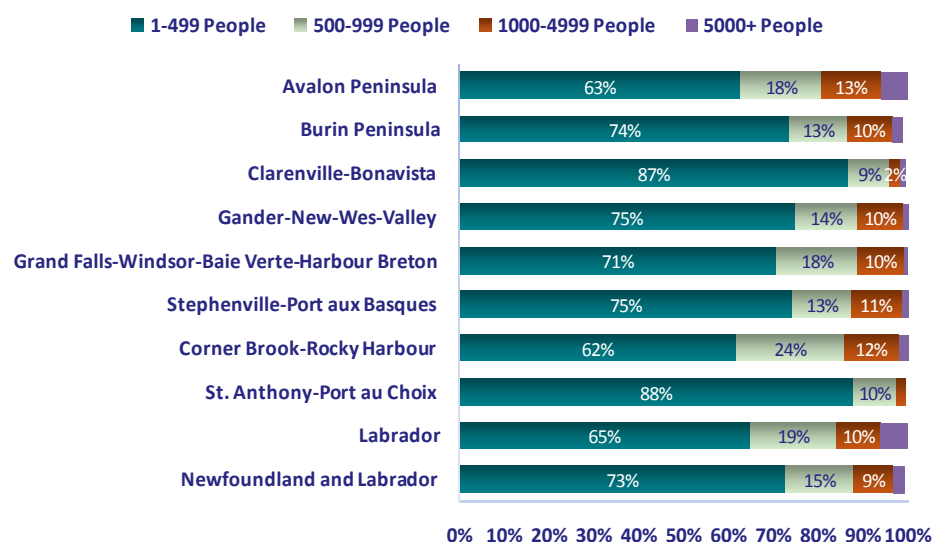 1-499 People 500-999 People 1000-4999 People 5000+ People
Avalon Peninsula 63% 18% 13%
Burin Peninsula 74% 13% 10%
Clarenville-Bonavista 87% 9% 2%
Gander-New-Wes-Valley 75% 14% 10%
Grand Falls-Windsor-Baie Verte-Harbour Breton 71% 18% 10%
Stephenville-Port aux Basques 75% 13% 11%
Corner Brook-Rocky Harbour 62% 24% 12%
St. Anthony-Port au Choix 88% 10%
Labrador 65% 19% 10%
Newfoundland and Labrador 73% 15% 9%
0% 10% 20% 30% 40% 50% 60% 70% 80% 90% 100%